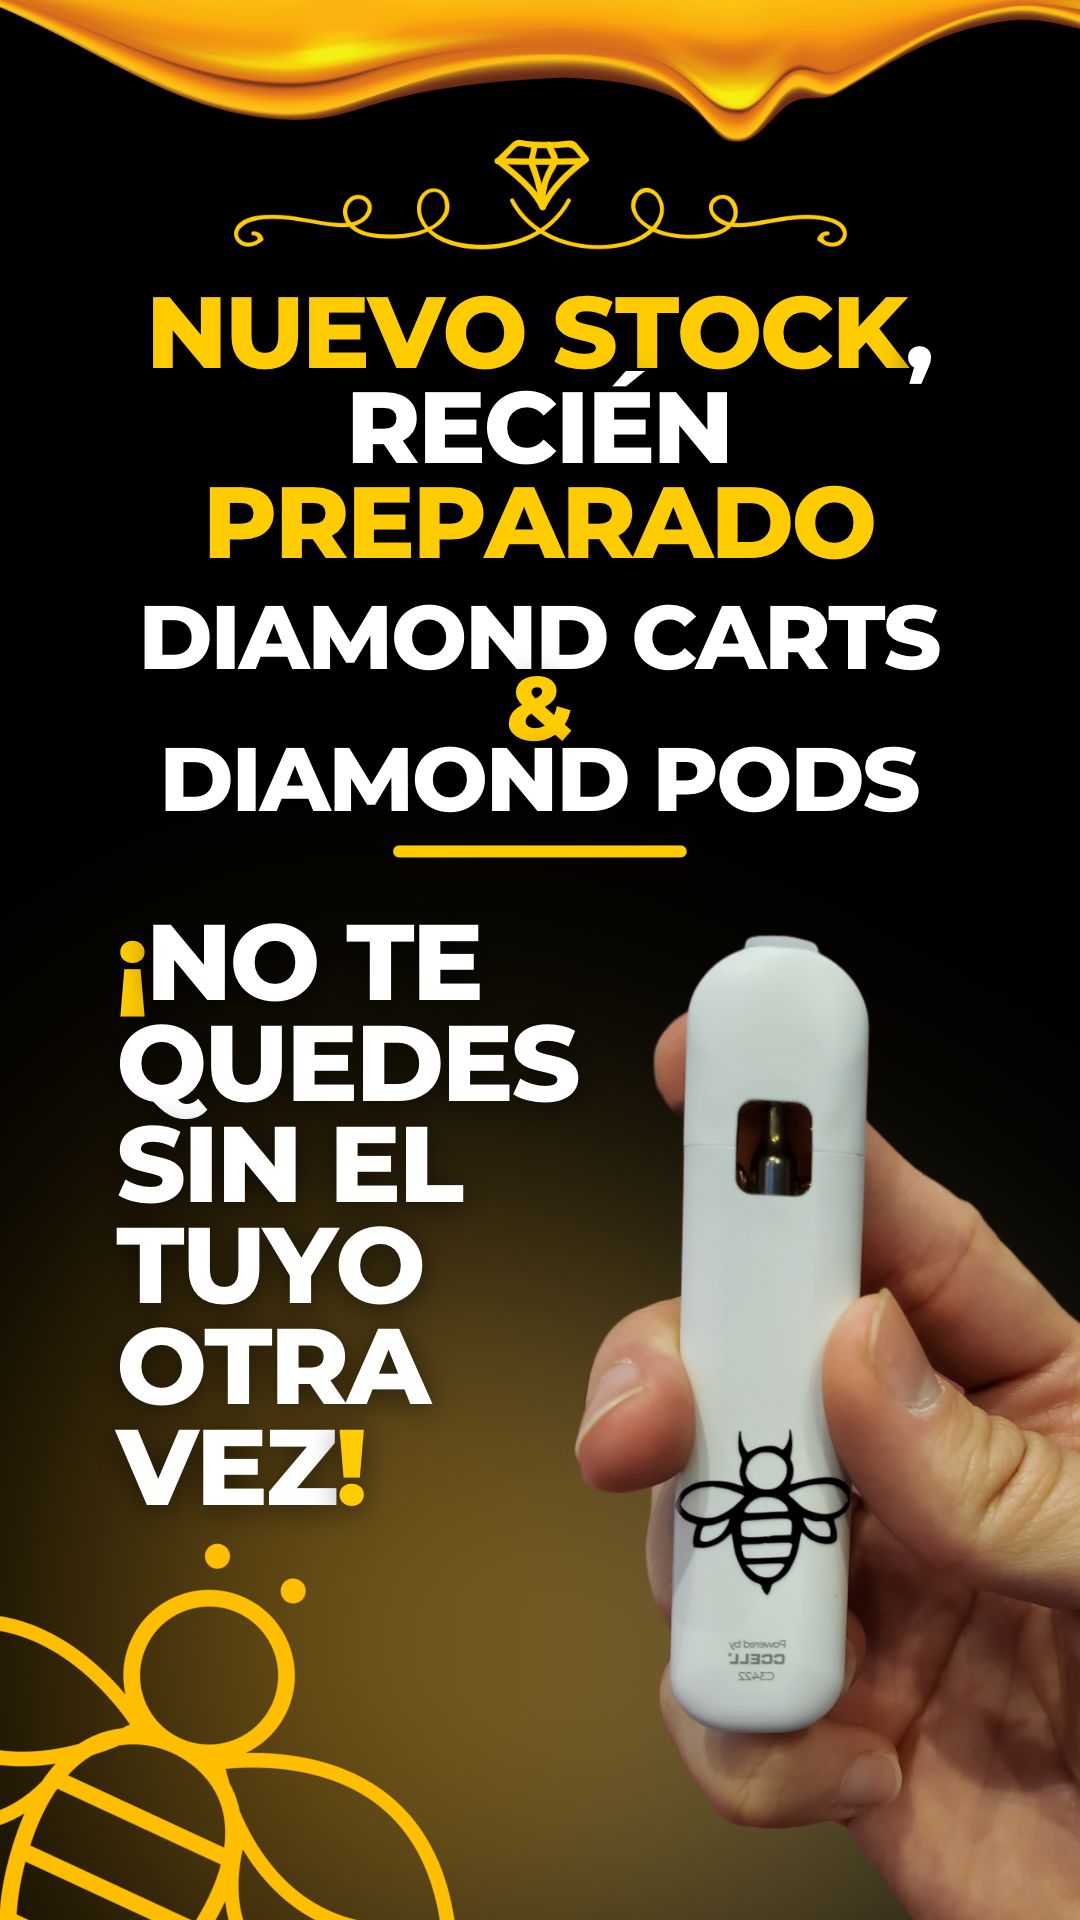 NUEVO STOCK,
RECIÉN
PREPARADO
DIAMOND CARTS
&
DIAMOND PODS
¡NO TE
QUEDES
SIN EL
TUYO
OTRA
VEZ!
Powered by
CCELL
C3422